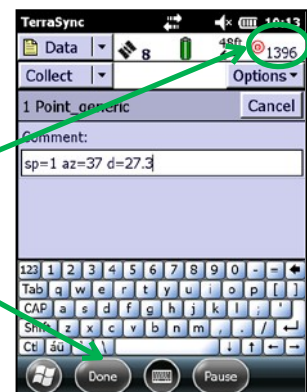 TerraSync 10:13
Data 8 48ft 1396
Collect Options
1 Point_generic Cancel
Comment:
sp=1 az=37 d=27.3
123 1 2 3 4 5 6 7 8 9 0 - =
Tab q w e r t y u i o p [ ]
CAP a s d f g h j k l ; '
Shift z x c v b n m , . /
Ctl áü ` \
Done Pause